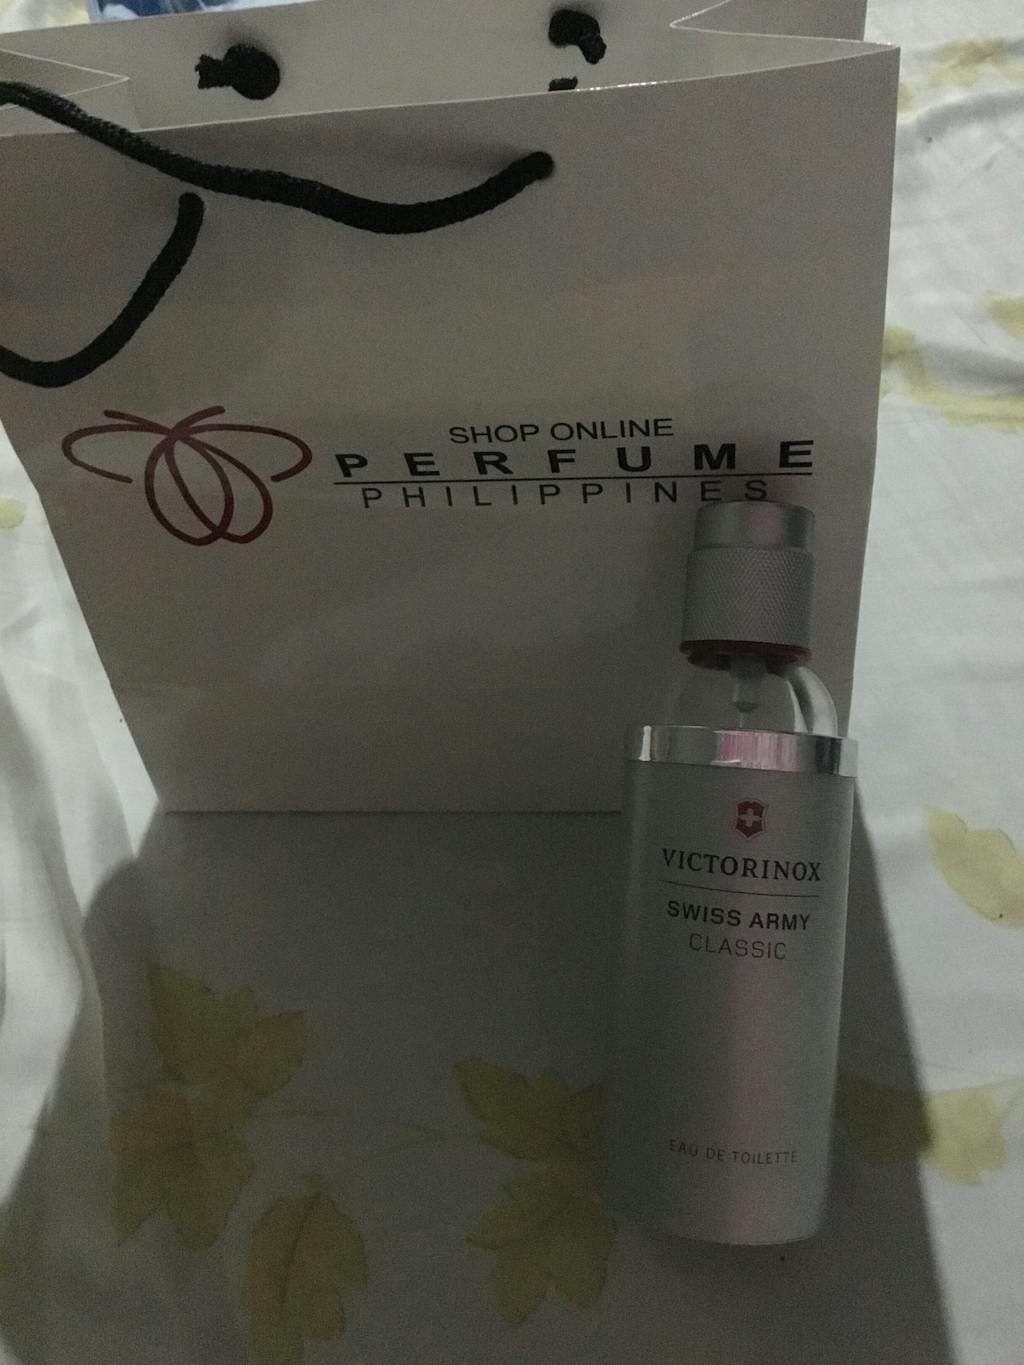 SHOP ONLINE
PERFUME
PHILIPPINES
VICTORINOX
SWISS ARMY
CLASSIC
EAU DE TOILETTE